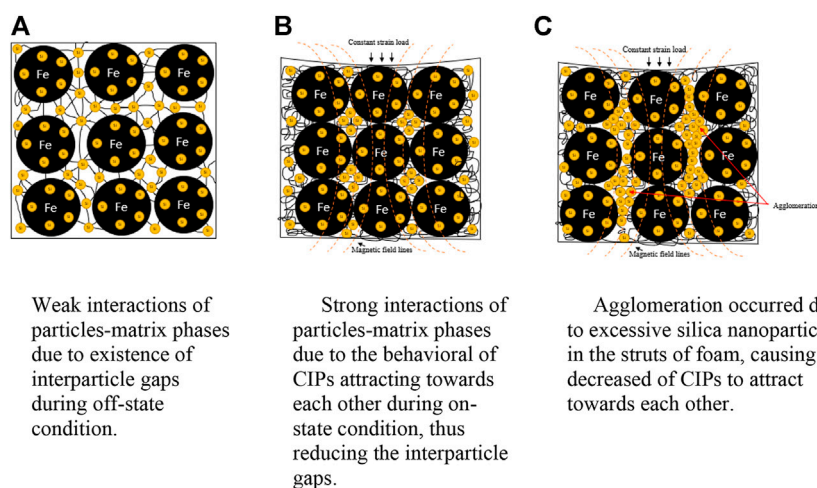 A
B
C
Constant strain load
Constant strain load
Fe Fe Fe
Fe Fe Fe
Fe Fe Fe
Fe Fe Fe
Fe Fe Fe
Fe Fe Fe
Fe Fe Fe
Fe Fe Fe
Fe Fe Fe
Agglomeration
Magnetic field lines
Magnetic field lines
Weak interactions of
particles-matrix phases
due to existence of
interparticle gaps
during off-state
condition.
Strong interactions of
particles-matrix phases
due to the behavioral of
CIPs attracting towards
each other during on-
state condition, thus
reducing the interparticle
gaps.
Agglomeration occurred d
to excessive silica nanopartic
in the struts of foam, causing
decreased of CIPs to attract
towards each other.